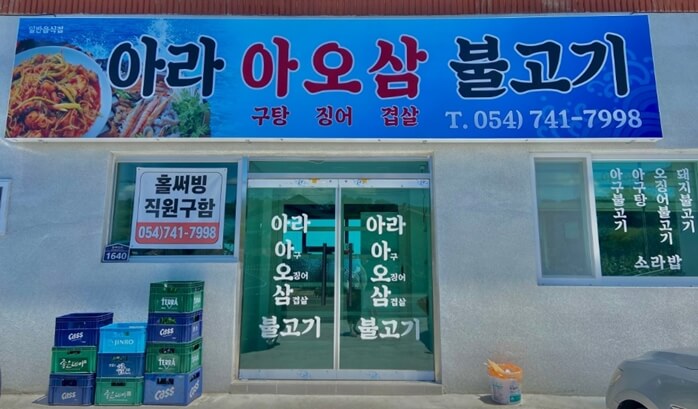 일반음식점
아라 아오삼 불고기
구탕 징어 겹살 T. 054) 741-7998
홀써빙
직원구함
054)741-7998
1640
아라
아구
오징어
삼겹살
불고기
아라
아구
오징어
삼겹살
불고기
돼지불고기
오징어불고기
아구탕
아구불고기
소라밥
TERRA
Cass
JINRO
TERRA
Cass
Cass